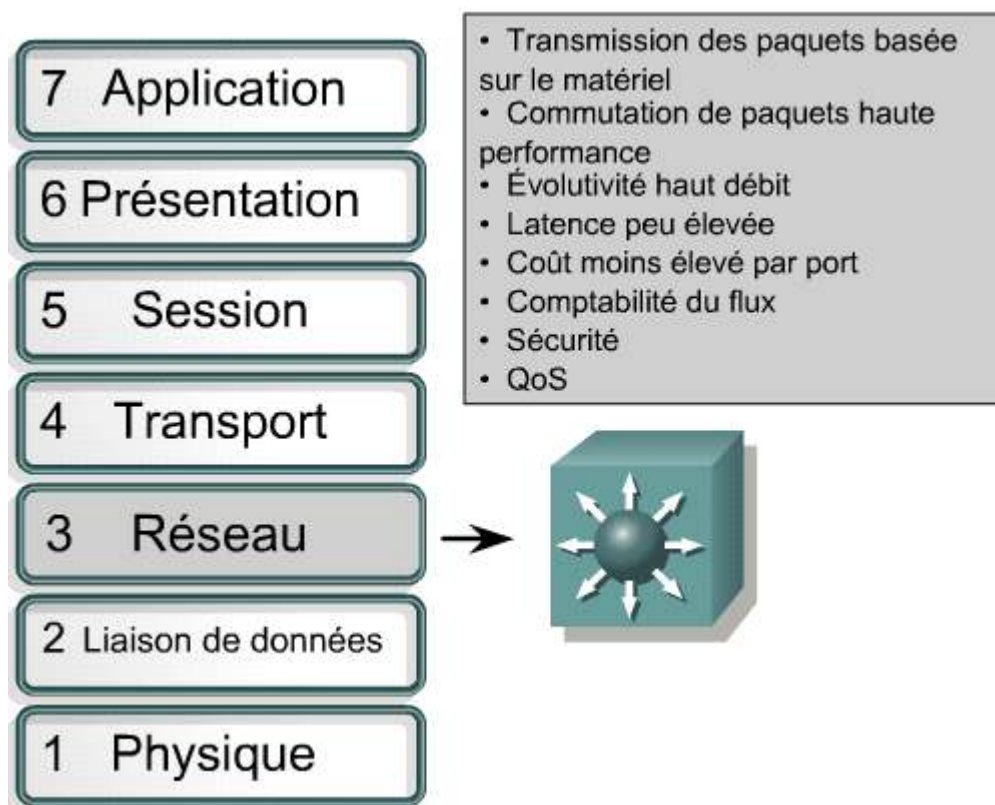 7 Application
6 Présentation
5 Session
4 Transport
3 Réseau
2 Liaison de données
1 Physique
• Transmission des paquets basée
sur le matériel
• Commutation de paquets haute
performance
• Évolutivité haut débit
• Latence peu élevée
• Coût moins élevé par port
• Comptabilité du flux
• Sécurité
• QoS